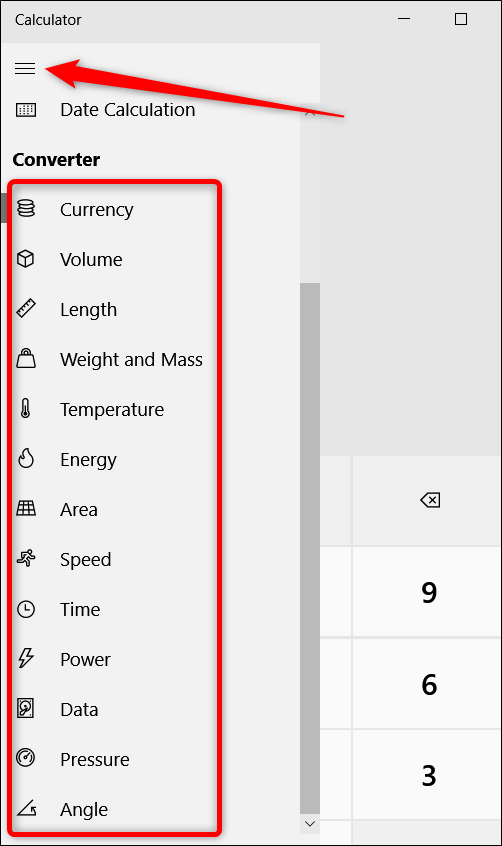 Calculator
Date Calculation
Converter
Currency
Volume
Length
Weight and Mass
Temperature
Energy
Area
Speed
Time
Power
Data
Pressure
Angle
9
6
3